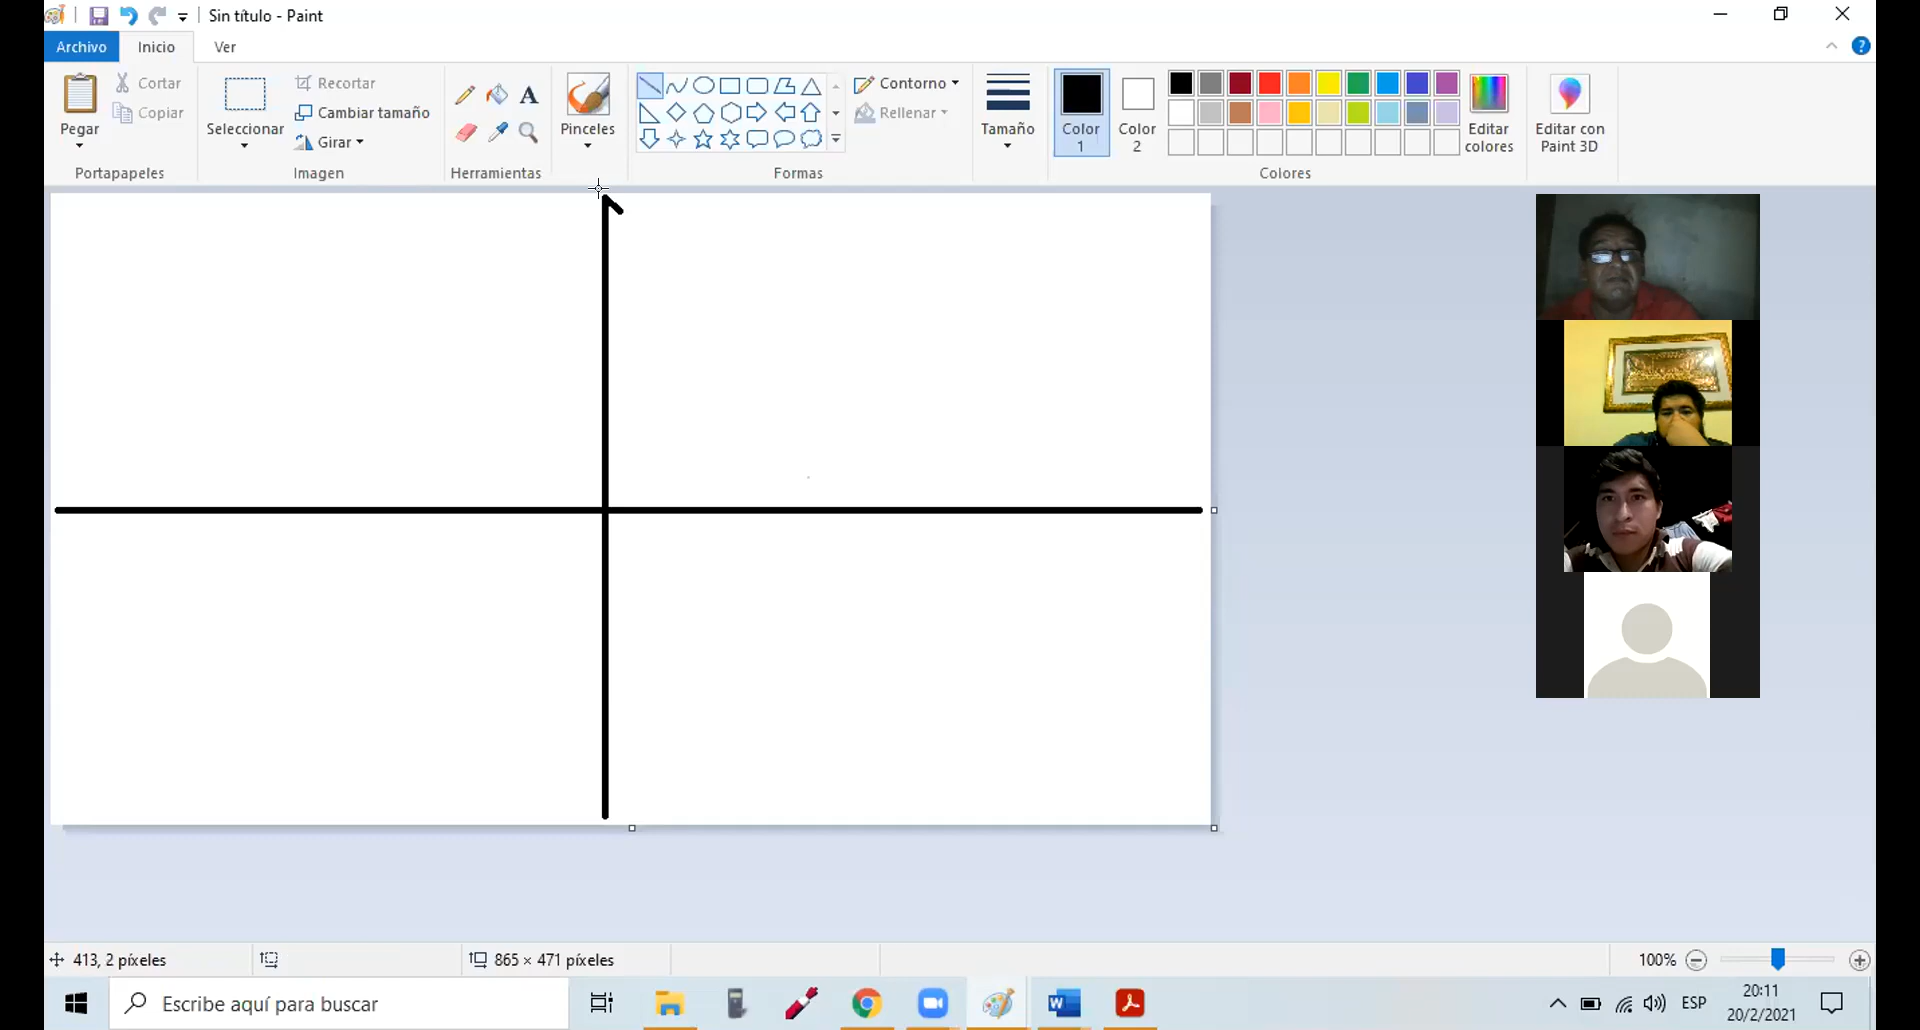 Sin título - Paint
Archivo Inicio Ver
Pegar
Cortar
Copiar
Portapapeles
Seleccionar
Recortar
Cambiar tamaño
Girar
Imagen
A
Herramientas
Pinceles
Contorno
Rellenar
Formas
Tamaño
Color
1
Color
2
Editar
colores
Colores
Editar con
Paint 3D
?
413, 2 píxeles
865 × 471 píxeles
100%
Escribe aquí para buscar
W
ESP
20:11
20/2/2021